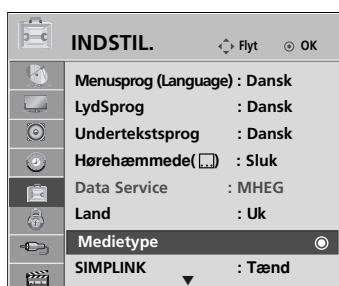 INDSTIL. Flyt OK
Menusprog (Language) : Dansk
LydSprog : Dansk
Undertekstsprog : Dansk
Hørehæmmede( ) : Sluk
Data Service : MHEG
Land : Uk
Medietype
SIMPLINK : Tænd